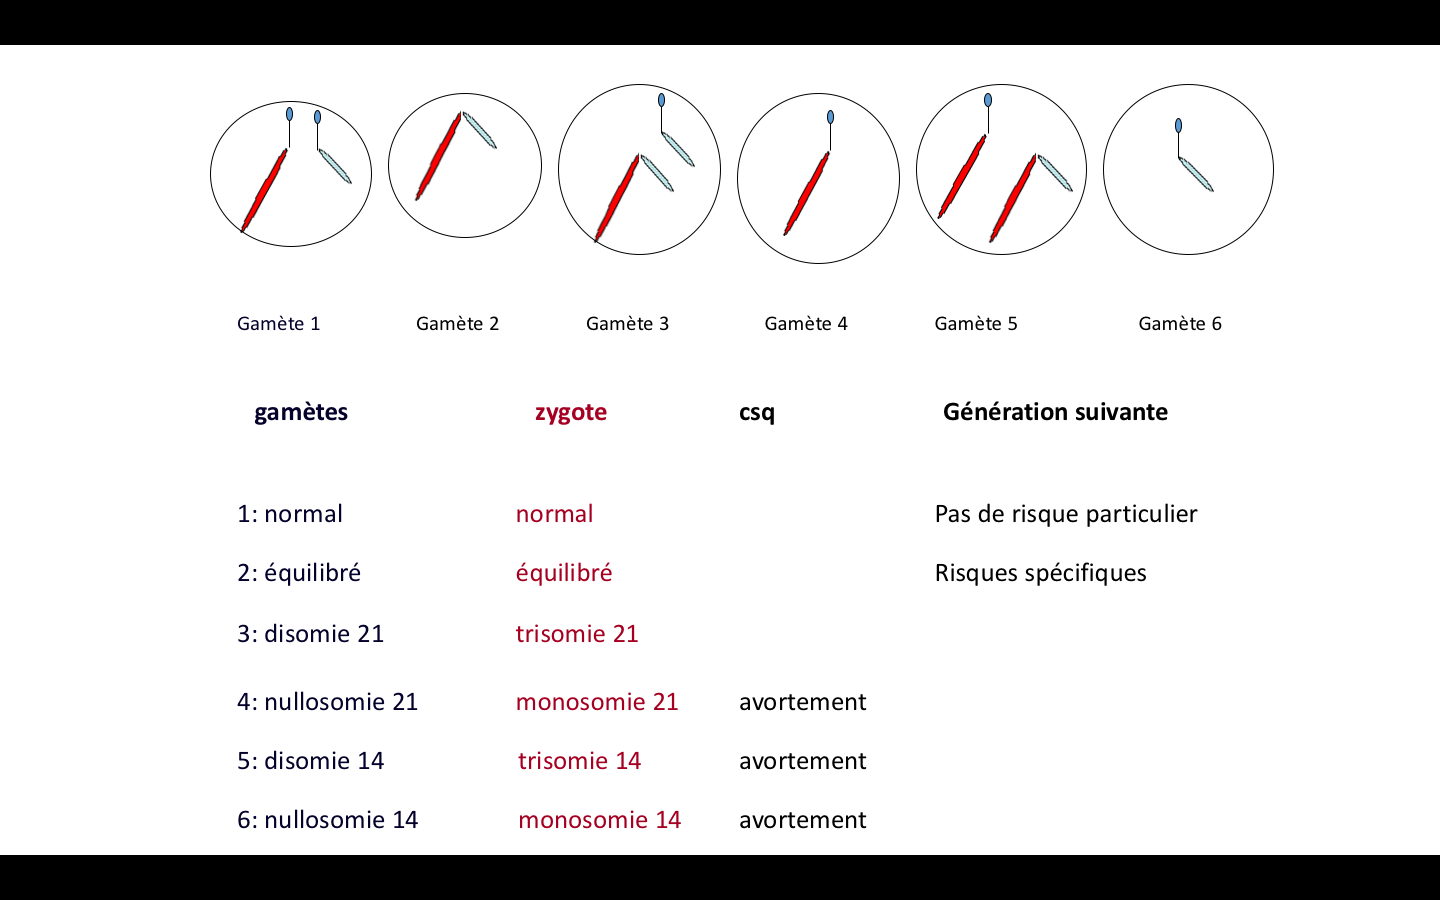 Gamète 1 Gamète 2 Gamète 3 Gamète 4 Gamète 5 Gamète 6
gamètes zygote csq Génération suivante
1: normal normal Pas de risque particulier
2: équilibré équilibré Risques spécifiques
3: disomie 21 trisomie 21
4: nullosomie 21 monosomie 21 avortement
5: disomie 14 trisomie 14 avortement
6: nullosomie 14 monosomie 14 avortement